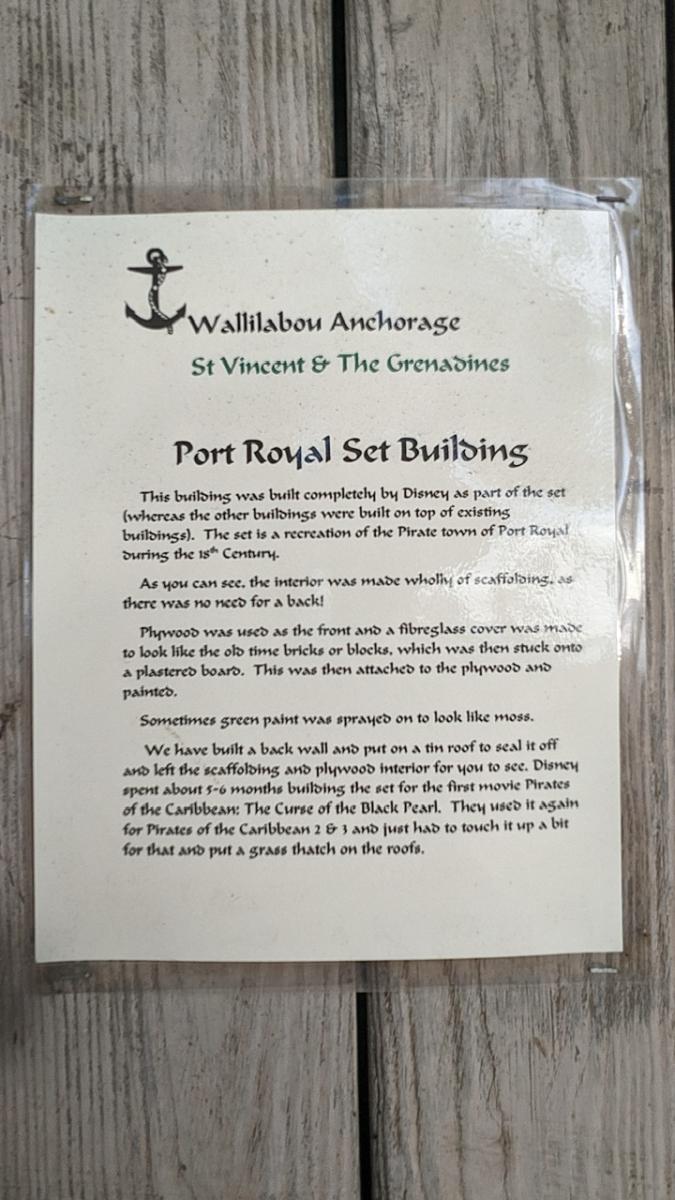 Wallilabou Anchorage
St Vincent & The Grenadines
Port Royal Set Building
This building was built completely by Disney as part of the set
(whereas the other buildings were built on top of existing
buildings). The set is a recreation of the Pirate town of Port Royal
during the 18th Century.
As you can see, the interior was made wholly of scaffolding, as
there was no need for a back!
Plywood was used as the front and a fibreglass cover was made
to look like the old time bricks or blocks, which was then stuck onto
a plastered board. This was then attached to the plywood and
painted.
Sometimes green paint was sprayed on to look like moss.
We have built a back wall and put on a tin roof to seal it off
and left the scaffolding and plywood interior for you to see. Disney
spent about 5-6 months building the set for the first movie Pirates
of the Caribbean: The Curse of the Black Pearl. They used it again
for Pirates of the Caribbean 2 & 3 and just had to touch it up a bit
for that and put a grass thatch on the roofs.